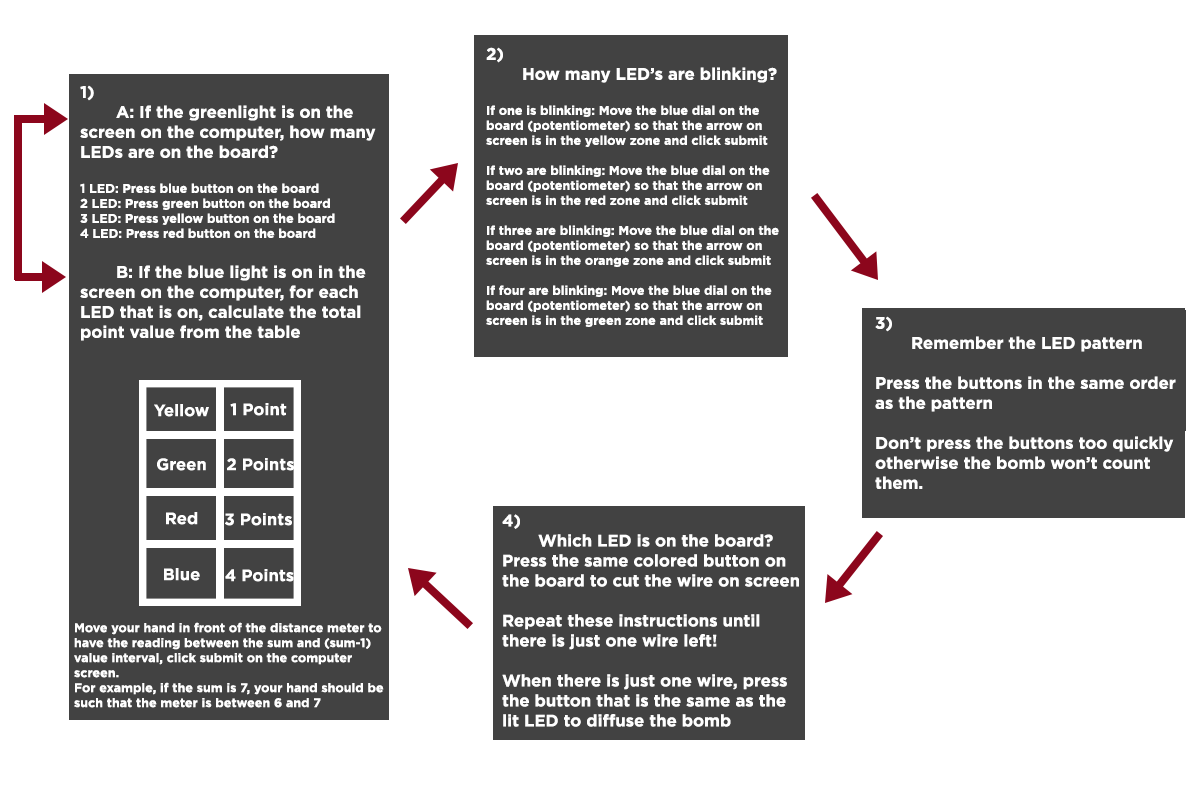 1)
A: If the greenlight is on the
screen on the computer, how many
LEDs are on the board?
1 LED: Press blue button on the board
2 LED: Press green button on the board
3 LED: Press yellow button on the board
4 LED: Press red button on the board
B: If the blue light is on in the
screen on the computer, for each
LED that is on, calculate the total
point value from the table
Yellow 1 Point
Green 2 Points
Red 3 Points
Blue 4 Points
Move your hand in front of the distance meter to
have the reading between the sum and (sum-1)
value interval, click submit on the computer
screen.
For example, if the sum is 7, your hand should be
such that the meter is between 6 and 7
2)
How many LED's are blinking?
If one is blinking: Move the blue dial on the
board (potentiometer) so that the arrow on
screen is in the yellow zone and click submit
If two are blinking: Move the blue dial on the
board (potentiometer) so that the arrow on
screen is in the red zone and click submit
If three are blinking: Move the blue dial on the
board (potentiometer) so that the arrow on
screen is in the orange zone and click submit
If four are blinking: Move the blue dial on the
board (potentiometer) so that the arrow on
screen is in the green zone and click submit
3)
Remember the LED pattern
Press the buttons in the same order
as the pattern
Don't press the buttons too quickly
otherwise the bomb won't count
them.
4)
Which LED is on the board?
Press the same colored button on
the board to cut the wire on screen
Repeat these instructions until
there is just one wire left!
When there is just one wire, press
the button that is the same as the
lit LED to diffuse the bomb